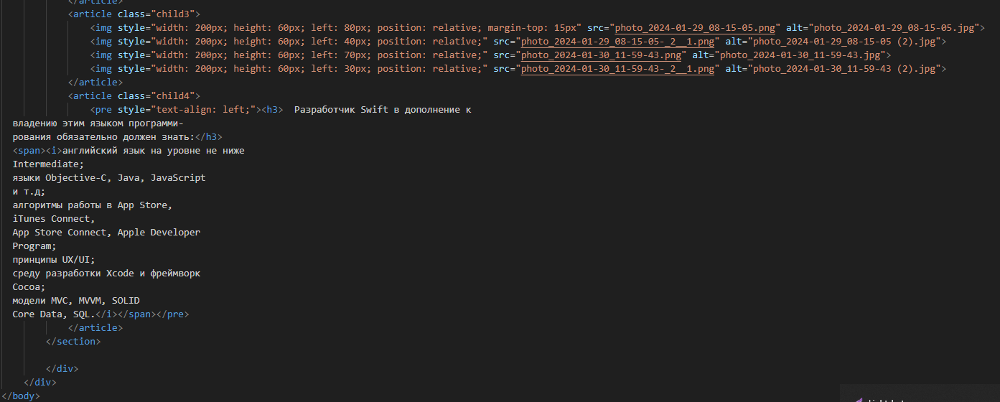 </article>
<article class="child3">
<img style="width: 200px; height: 60px; left: 80px; position: relative; margin-top: 15px" src="photo_2024-01-29_08-15-05.png" alt="photo_2024-01-29_08-15-05.jpg">
<img style="width: 200px; height: 60px; left: 40px; position: relative;" src="photo_2024-01-29_08-15-05-_2__1.png" alt="photo_2024-01-29_08-15-05 (2).jpg">
<img style="width: 200px; height: 60px; left: 70px; position: relative;" src="photo_2024-01-30_11-59-43.png" alt="photo_2024-01-30_11-59-43.jpg">
<img style="width: 200px; height: 60px; left: 30px; position: relative;" src="photo_2024-01-30_11-59-43-_2__1.png" alt="photo_2024-01-30_11-59-43 (2).jpg">
</article>
<article class="child4">
<pre style="text-align: left;"><h3>  Разработчик Swift в дополнение к
владению этим языком программи-
рования обязательно должен знать:</h3>
<span><i>английский язык на уровне не ниже
Intermediate;
языки Objective-C, Java, JavaScript
и т.д;
алгоритмы работы в App Store,
iTunes Connect,
App Store Connect, Apple Developer
Program;
принципы UX/UI;
среду разработки Xcode и фреймворк
Cocoa;
модели MVC, MVVM, SOLID
Core Data, SQL.</i></span></pre>
</article>
</section>
</div>
</div>
</body>